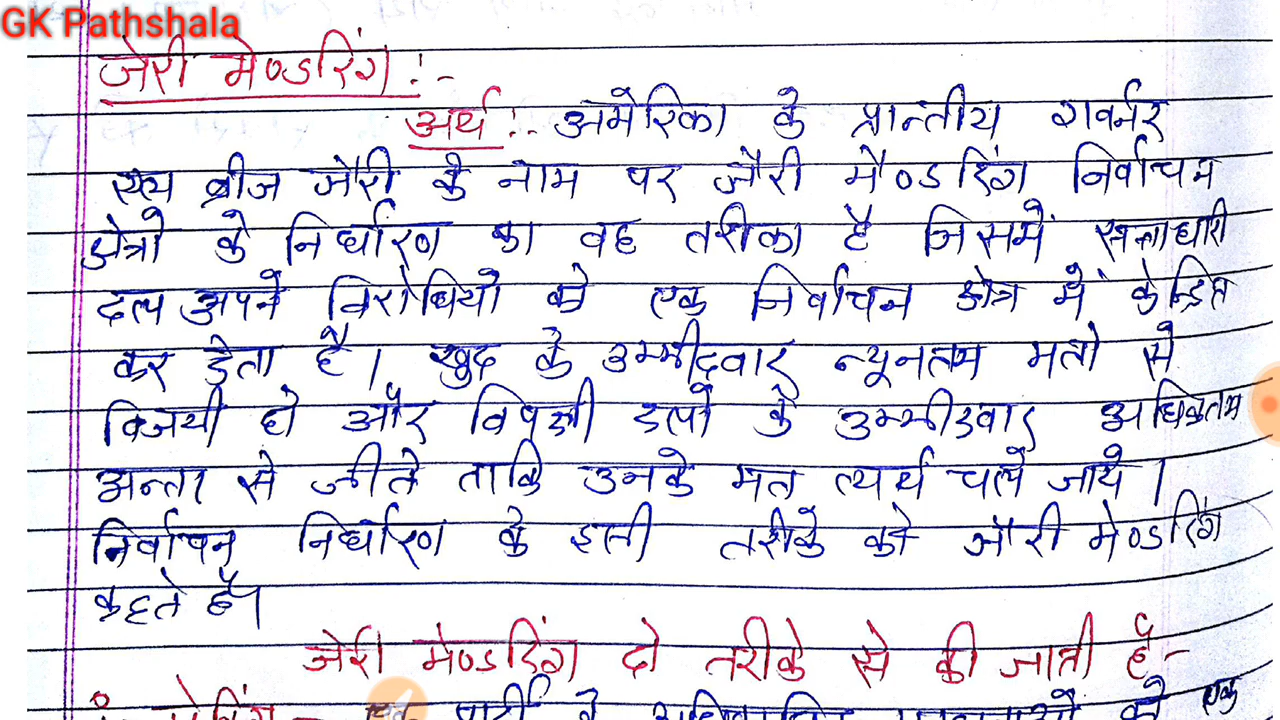 GK Pathshala
जेरी मेण्डरिंग :-
अर्थ :- अमेरिका के प्रान्तीय गवर्नर
ब्रीज जैरी के नाम पर जैरी मैण्डरिंग निर्वाचन
क्षेत्रो के निर्धारण का वह तरीका है जिसमें सत्ताधारी
दल अपने विरोधियों को एक निर्वाचन क्षेत्र में केन्द्रित
कर देता है। खुद के उम्मीदवार न्यूनतम मतो से
विजयी हो और विपक्षी दलों के उम्मीदवार अधिकतम
अन्तर से जीते ताकि उनके मत व्यर्थ चले जाये।
निर्वाचन निर्धारण के इसी तरीके को जैरी मेण्डरिंग
कहते है।
जेरी मेण्डरिंग दो तरीके से की जाती है-
पार्टी के को एक